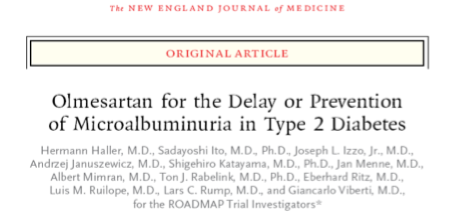 The NEW ENGLAND JOURNAL of MEDICINE
ORIGINAL ARTICLE
Olmesartan for the Delay or Prevention
of Microalbuminuria in Type 2 Diabetes
Hermann Haller, M.D., Sadayoshi Ito, M.D., Ph.D., Joseph L. Izzo, Jr., M.D.,
Andrzej Januszewicz, M.D., Shigehiro Katayama, M.D., Ph.D., Jan Menne, M.D.,
Albert Mimran, M.D., Ton J. Rabelink, M.D., Ph.D., Eberhard Ritz, M.D.,
Luis M. Ruilope, M.D., Lars C. Rump, M.D., and Giancarlo Viberti, M.D.,
for the ROADMAP Trial Investigators*